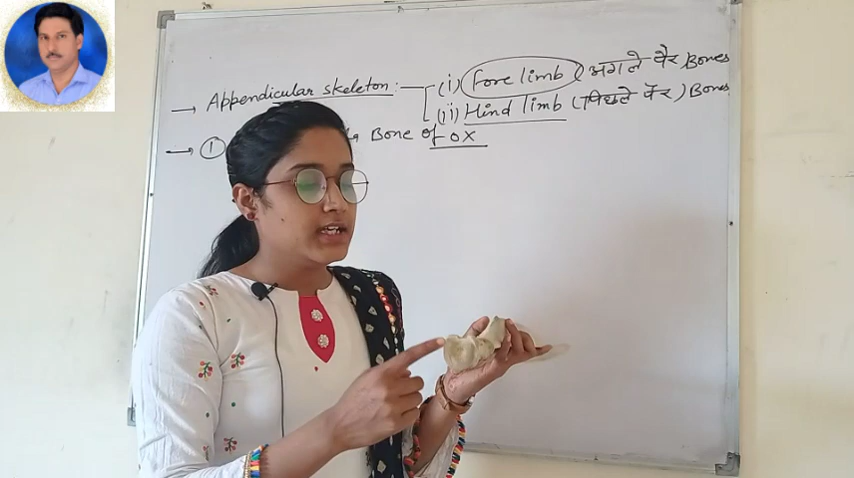 → Appendicular skeleton :- (i) Fore limb (अगले पैर) Bones
(ii) Hind limb (पिछले पैर) Bones
→ ① Bone of OX